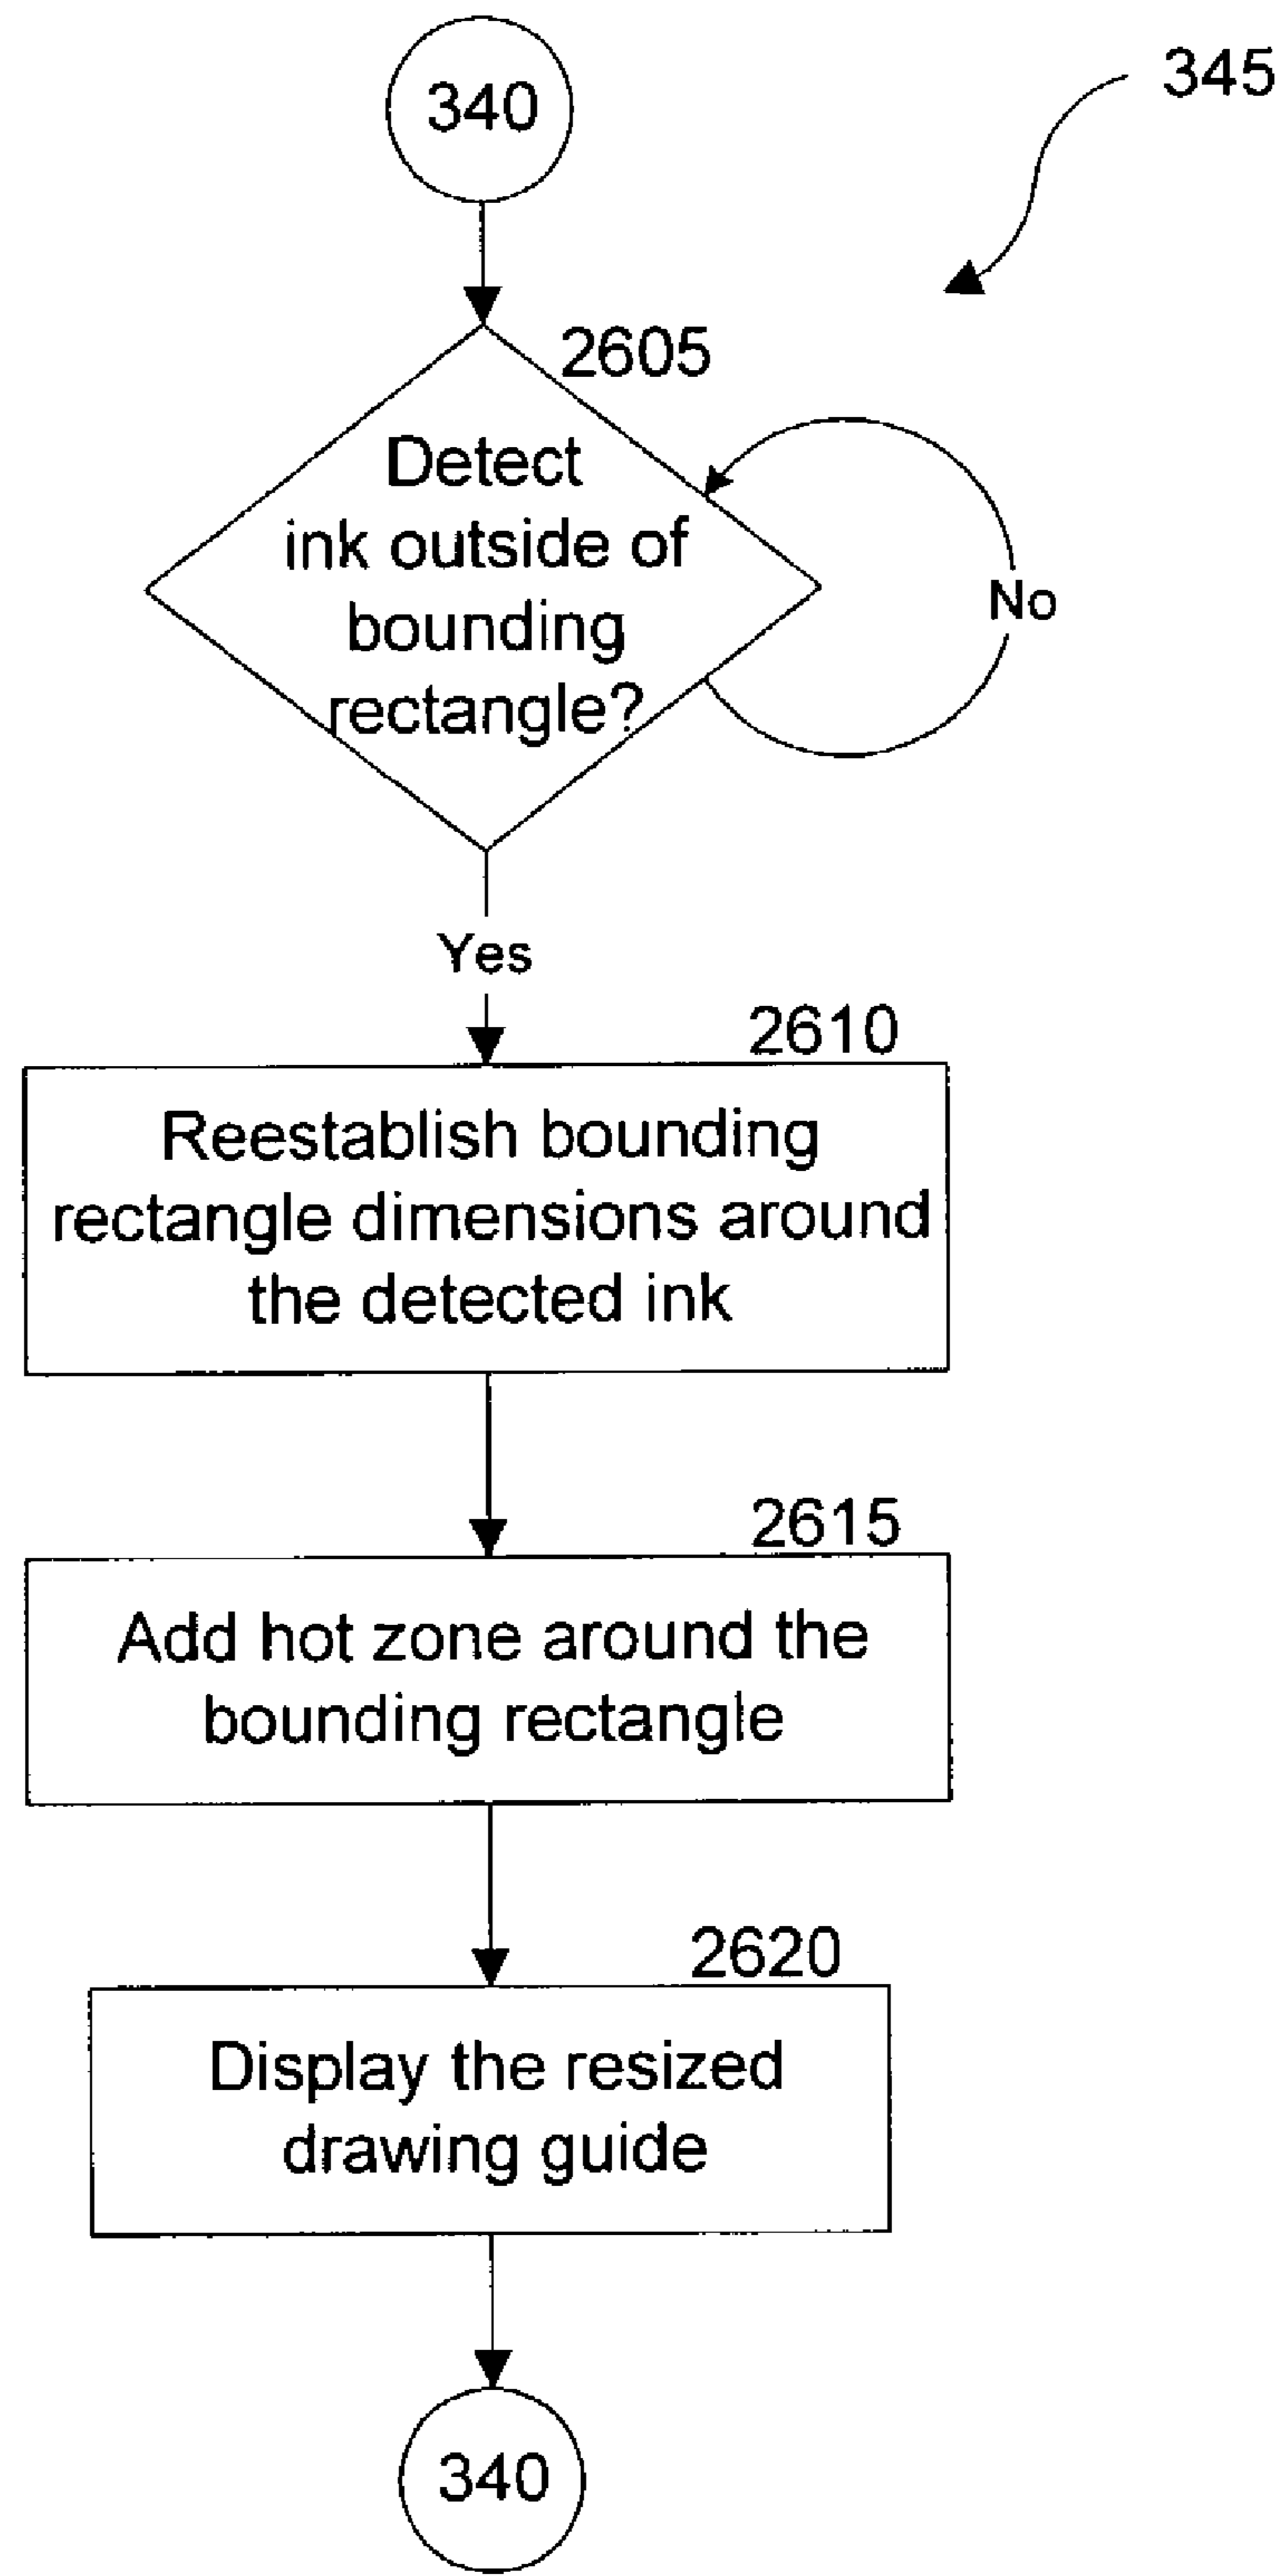 340
345
2605
Detect
ink outside of
bounding
rectangle?
No
Yes
2610
Reestablish bounding
rectangle dimensions around
the detected ink
2615
Add hot zone around the
bounding rectangle
2620
Display the resized
drawing guide
340